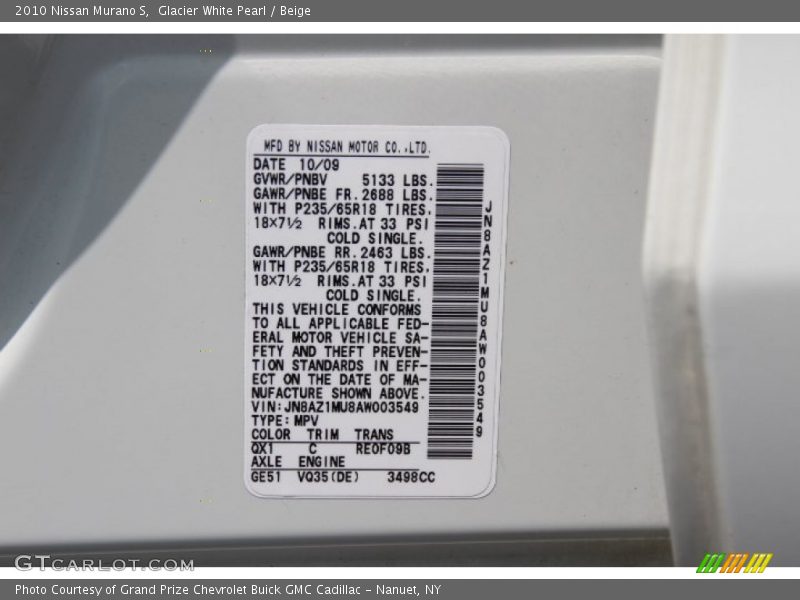 2010 Nissan Murano S,  Glacier White Pearl / Beige
MFD BY NISSAN MOTOR CO.,LTD.
DATE 10/09
GVWR/PNBV 5133 LBS.
GAWR/PNBE FR. 2688 LBS.
WITH P235/65R18 TIRES.
18×7½ RIMS. AT 33 PSI
COLD SINGLE.
GAWR/PNBE RR. 2463 LBS.
WITH P235/65R18 TIRES.
18×7½ RIMS. AT 33 PSI
COLD SINGLE.
THIS VEHICLE CONFORMS
TO ALL APPLICABLE FED-
ERAL MOTOR VEHICLE SA-
FETY AND THEFT PREVEN-
TION STANDARDS IN EFF-
ECT ON THE DATE OF MA-
NUFACTURE SHOWN ABOVE.
VIN: JN8AZ1MU8AW003549
TYPE: MPV
COLOR TRIM TRANS
QX1 C RE0F09B
AXLE ENGINE
GE51 VQ35(DE) 3498CC
JN8AZ1MU8AW003549
GTCARLOT.COM
Photo Courtesy of Grand Prize Chevrolet Buick GMC Cadillac - Nanuet, NY